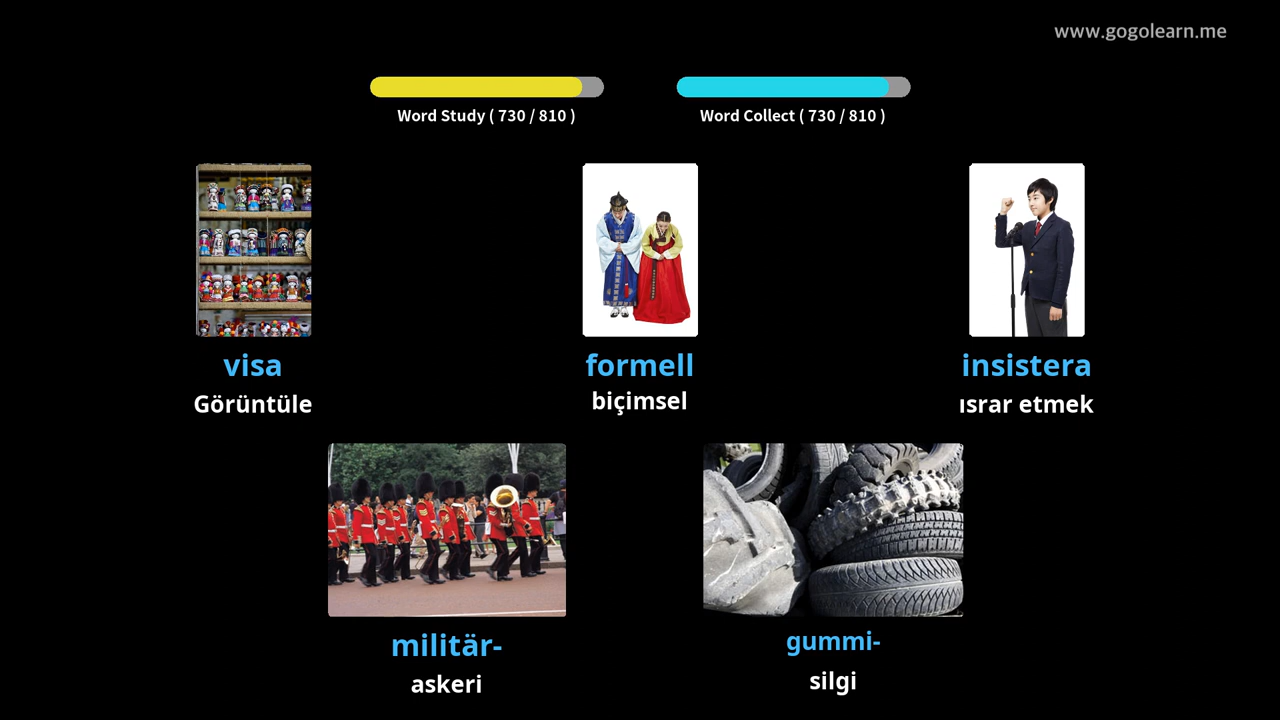 www.gogolearn.me
Word Study ( 730 / 810 )
Word Collect ( 730 / 810 )
visa
Görüntüle
formell
biçimsel
insistera
ısrar etmek
militär-
askeri
gummi-
silgi